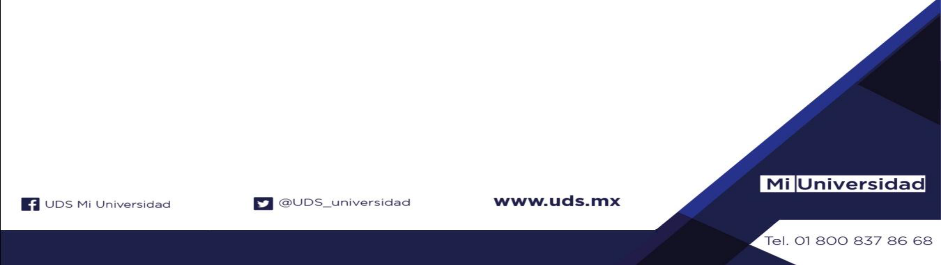 UDS Mi Universidad
@UDS_universidad
www.uds.mx
Mi Universidad
Tel. 01 800 837 86 68